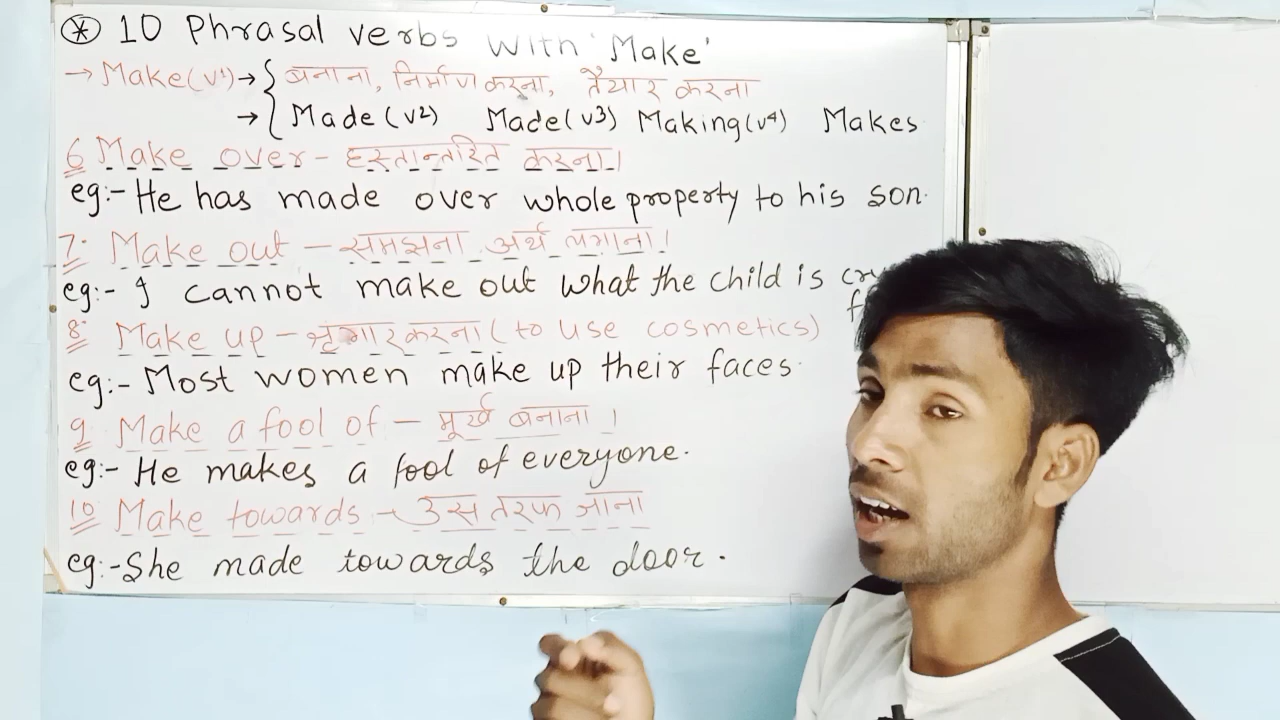 * 10 Phrasal verbs with 'Make'
→ Make(v1) → { बनाना, निर्माण करना, तैयार करना
→ { Made (v2) Made(v3) Making(v4) Makes
6 Make over - हस्तान्तरित करना।
eg:- He has made over whole property to his son.
7. Make out - समझना अर्थ लगाना।
eg:- I cannot make out what the child is
8. Make up - श्रृंगार करना (to use cosmetics)
eg:- Most women make up their faces.
9. Make a fool of - मूर्ख बनाना।
eg:- He makes a fool of everyone.
10. Make towards - उस तरफ जाना
eg:- She made towards the door.